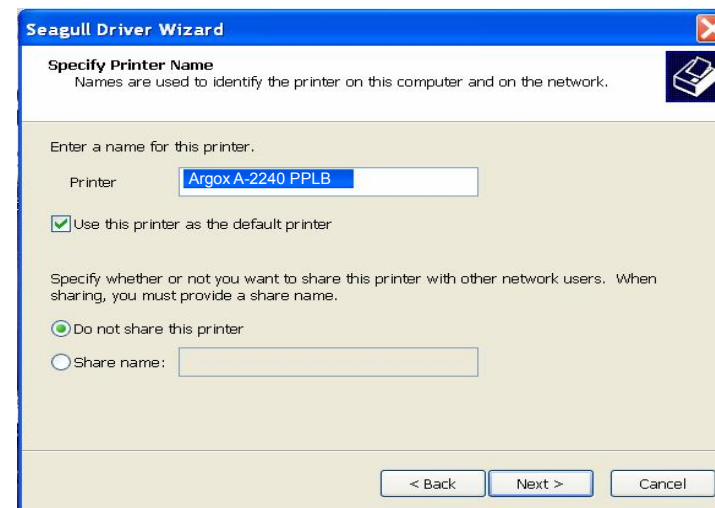 Seagull Driver Wizard
Specify Printer Name
Names are used to identify the printer on this computer and on the network.
Enter a name for this printer.
Printer
Argox A-2240 PPLB
Use this printer as the default printer
Specify whether or not you want to share this printer with other network users. When
sharing, you must provide a share name.
Do not share this printer
Share name:
< Back
Next >
Cancel